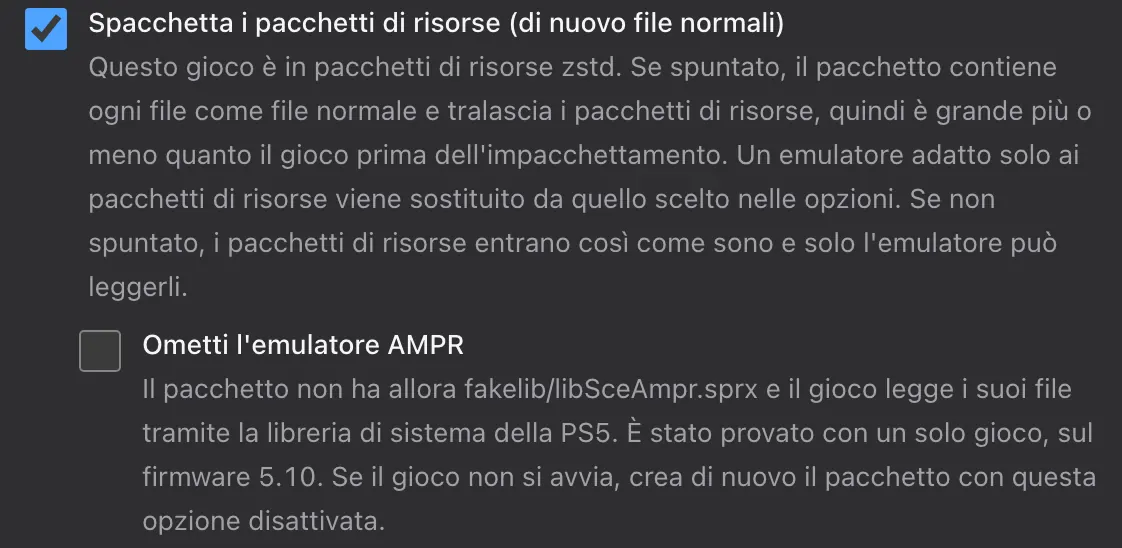 Spacchetta i pacchetti di risorse (di nuovo file normali)
Questo gioco è in pacchetti di risorse zstd. Se spuntato, il pacchetto contiene
ogni file come file normale e tralascia i pacchetti di risorse, quindi è grande più o
meno quanto il gioco prima dell'impacchettamento. Un emulatore adatto solo ai
pacchetti di risorse viene sostituito da quello scelto nelle opzioni. Se non
spuntato, i pacchetti di risorse entrano così come sono e solo l'emulatore può
leggerli.
Ometti l'emulatore AMPR
Il pacchetto non ha allora fakelib/libSceAmpr.sprx e il gioco legge i suoi file
tramite la libreria di sistema della PS5. È stato provato con un solo gioco, sul
firmware 5.10. Se il gioco non si avvia, crea di nuovo il pacchetto con questa
opzione disattivata.